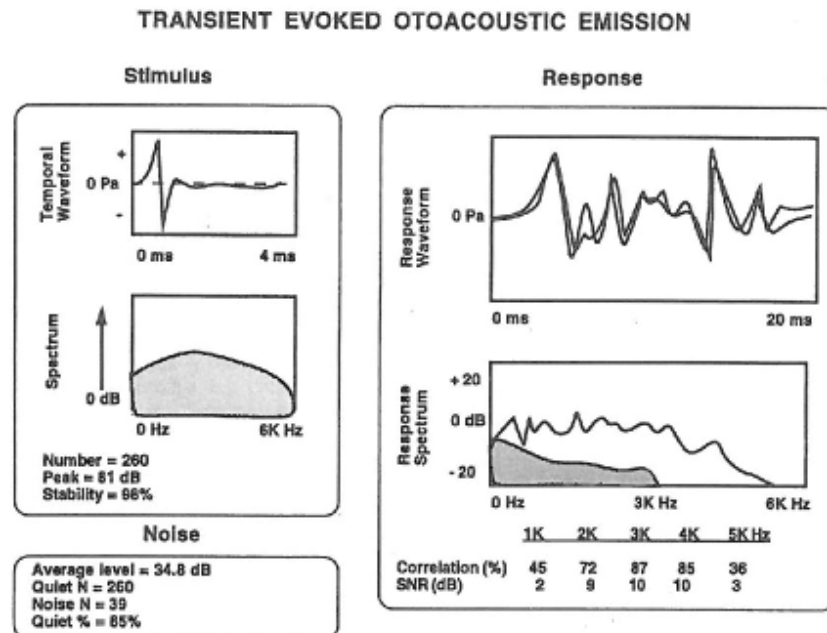 TRANSIENT EVOKED OTOACOUSTIC EMISSION
Stimulus
Temporal
Waveform
+
0 Pa
-
0 ms 4 ms
Spectrum
0 dB
0 Hz 6K Hz
Number = 260
Peak = 81 dB
Stability = 96%
Noise
Average level = 34.8 dB
Quiet N = 260
Noise N = 39
Quiet % = 85%
Response
Response
Waveform
0 Pa
0 ms 20 ms
Response
Spectrum
+ 20
0 dB
- 20
0 Hz 3K Hz 6K Hz
1K 2K 3K 4K 5K Hz
Correlation (%) 45 72 87 85 36
SNR (dB) 2 9 10 10 3